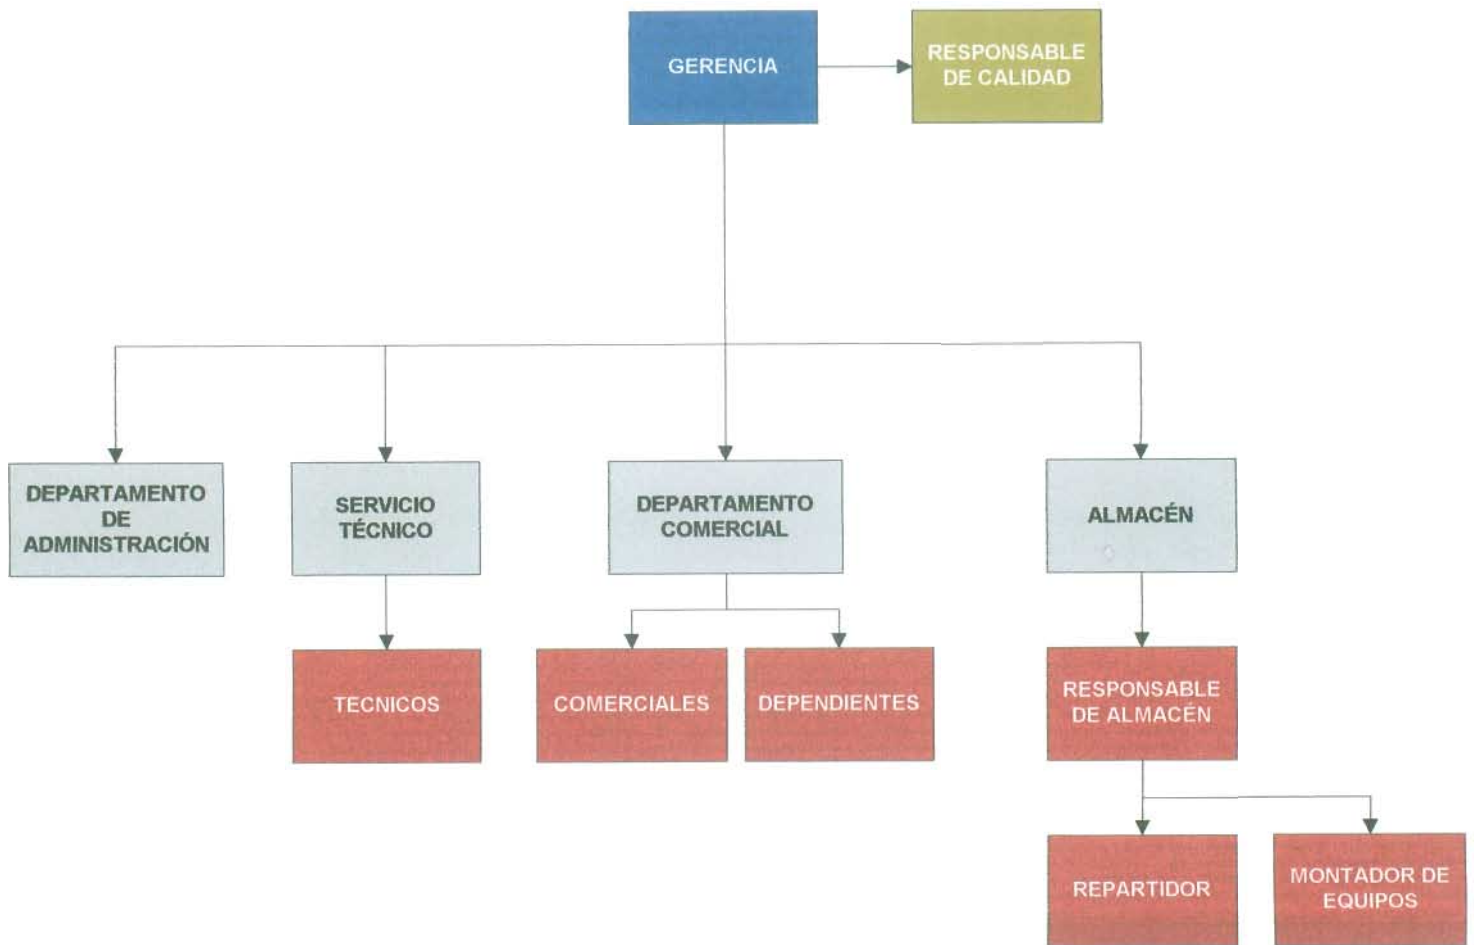 GERENCIA
RESPONSABLE
DE CALIDAD
DEPARTAMENTO
DE
ADMINISTRACIÓN
SERVICIO
TÉCNICO
DEPARTAMENTO
COMERCIAL
ALMACÉN
TECNICOS
COMERCIALES
DEPENDIENTES
RESPONSABLE
DE ALMACÉN
REPARTIDOR
MONTADOR DE
EQUIPOS